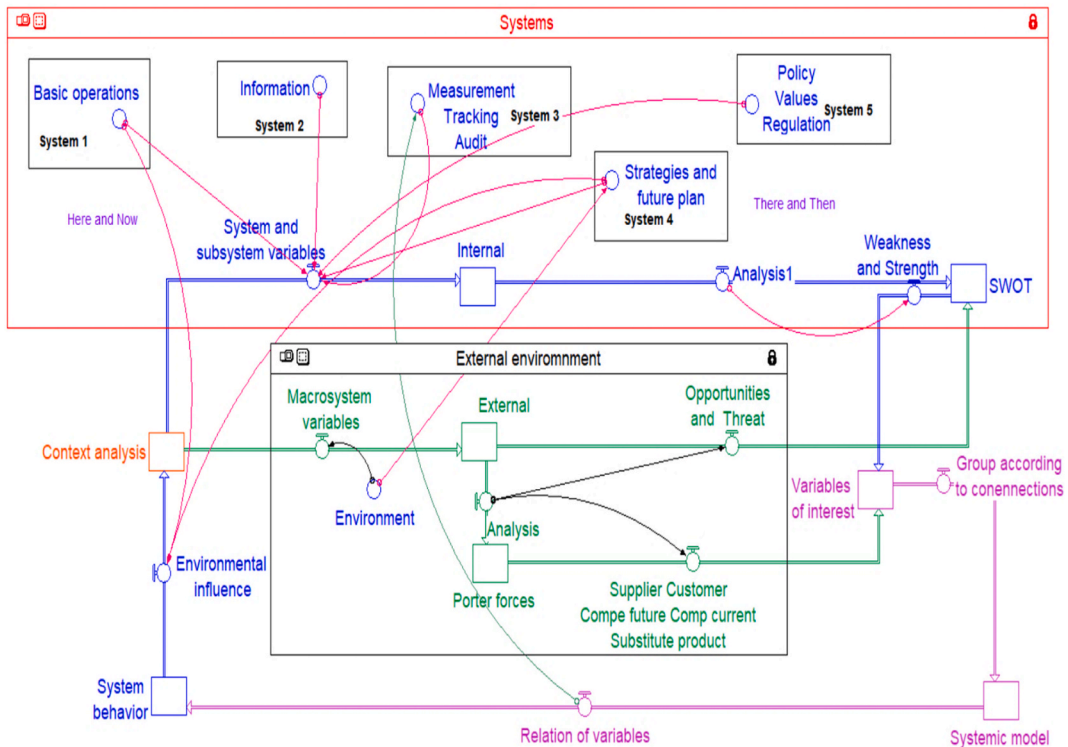 Systems
Basic operations
System 1
Information
System 2
Measurement
Tracking
Audit
System 3
Policy
Values
Regulation
System 5
Strategies and
future plan
System 4
Here and Now
There and Then
System and
subsystem variables
Internal
Analysis1
Weakness
and Strength
SWOT
External enviromnment
Macrosystem
variables
External
Opportunities
and Threat
Context analysis
Environment
Analysis
Variables
of interest
Group according
to conennections
Environmental
influence
Porter forces
Supplier Customer
Compe future Comp current
Substitute product
System
behavior
Relation of variables
Systemic model